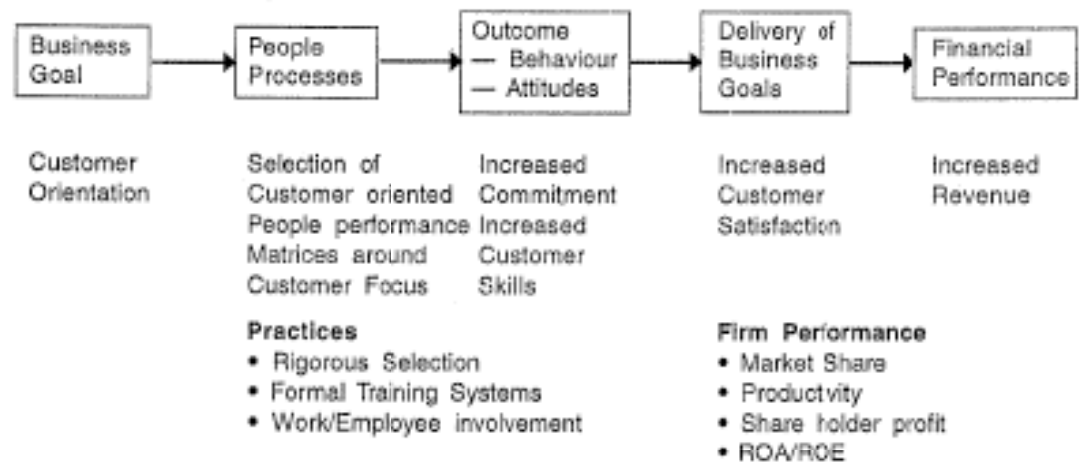 Business
Goal
People
Processes
Outcome
— Behaviour
— Attitudes
Delivery of
Business
Goals
Financial
Performance
Customer
Orientation
Selection of
Customer oriented
People performance
Matrices around
Customer Focus
Increased
Commitment
Increased
Customer
Skills
Increased
Customer
Satisfaction
Increased
Revenue
Practices
• Rigorous Selection
• Formal Training Systems
• Work/Employee involvement
Firm Performance
• Market Share
• Productvity
• Share holder profit
• ROA/ROE